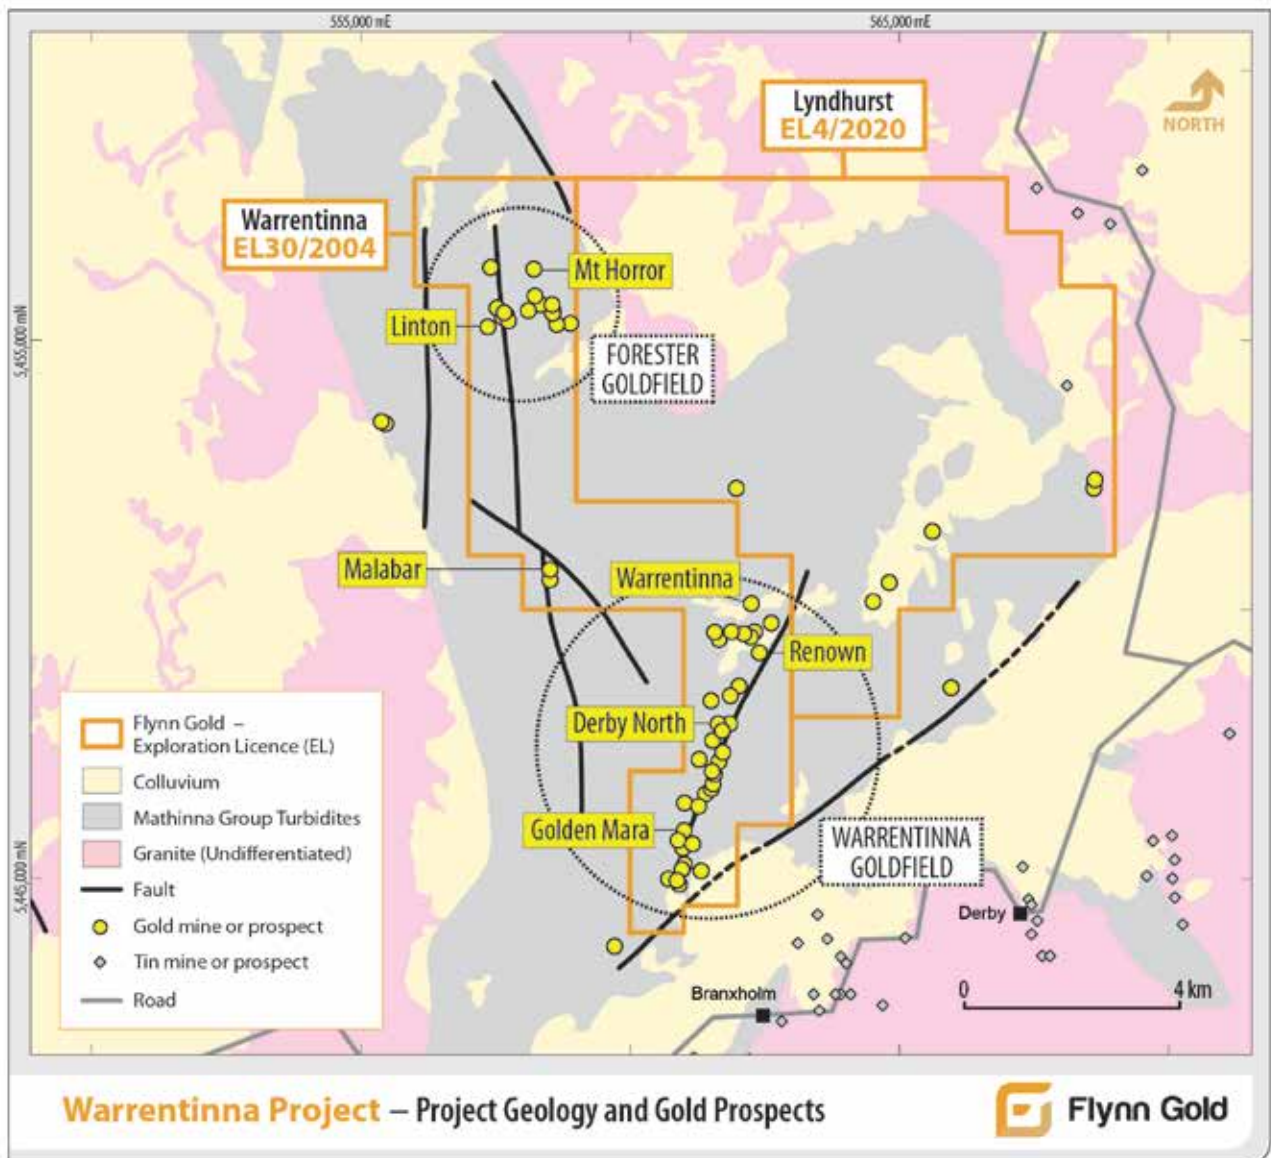 555,000 mE
565,000 mE
Lyndhurst
EL4/2020
NORTH
Warrentinna
EL30/2004
Mt Horror
Linton
5,455,000 mN
FORESTER
GOLDFIELD
Malabar
Warrentinna
Renown
Derby North
Golden Mara
WARRENTINNA
GOLDFIELD
5,445,000 mN
Flynn Gold –
Exploration Licence (EL)
Colluvium
Mathinna Group Turbidites
Granite (Undifferentiated)
Fault
Gold mine or prospect
Tin mine or prospect
Road
Derby
Branxholm
0 4 km
Warrentinna Project – Project Geology and Gold Prospects
Flynn Gold